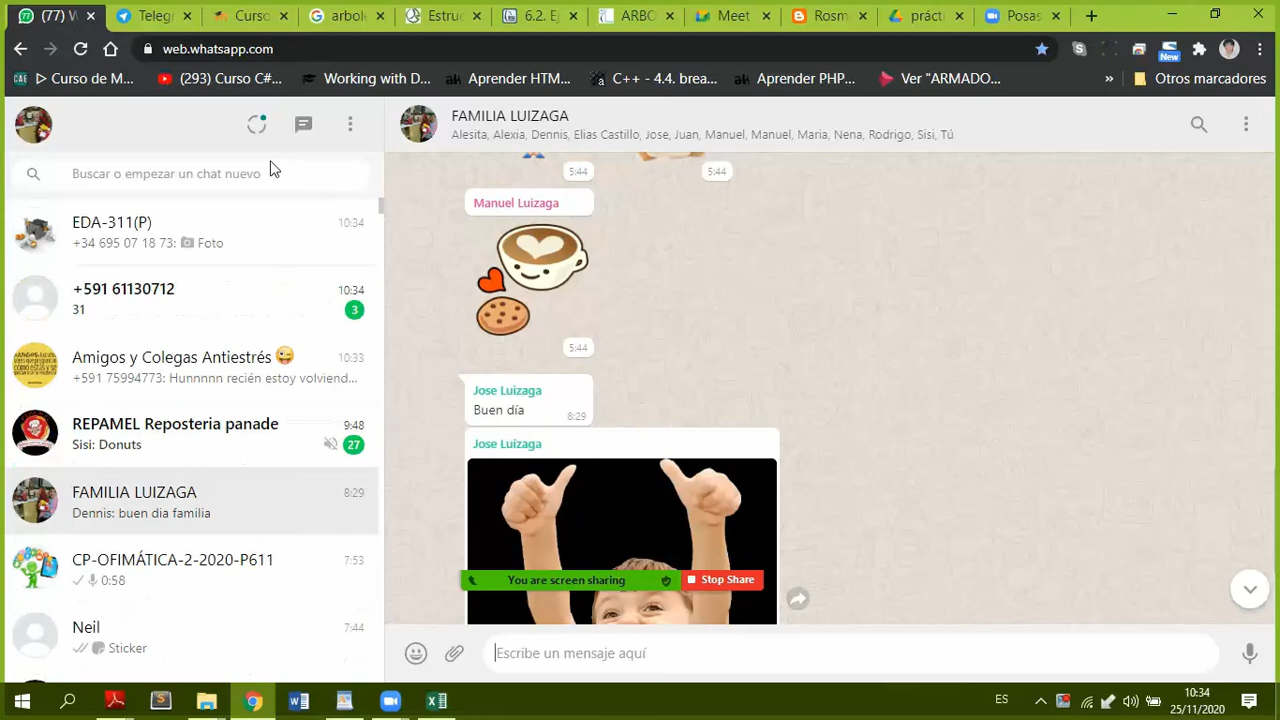 (77) W
Telegr
Curso
arbole
Estruc
6.2. Ej
ARBO
Meet
Rosm
prácti
Posas
web.whatsapp.com
New
▷ Curso de M...
(293) Curso C#...
Working with D...
Aprender HTM...
C++ - 4.4. brea...
Aprender PHP...
Ver "ARMADO...
»
Otros marcadores
FAMILIA LUIZAGA
Alesita, Alexia, Dennis, Elias Castillo, Jose, Juan, Manuel, Manuel, Maria, Nena, Rodrigo, Sisi, Tú
Buscar o empezar un chat nuevo
EDA-311(P) 10:34
+34 695 07 18 73: Foto
+591 61130712 10:34
31 3
Amigos y Colegas Antiestrés 😜 10:33
+591 75994773: Hunnnnn recién estoy volviend...
REPAMEL Reposteria panade 9:48
Sisi: Donuts 27
FAMILIA LUIZAGA 8:29
Dennis: buen dia familia
CP-OFIMÁTICA-2-2020-P611 7:53
0:58
Neil 7:44
Sticker
5:44 5:44
Manuel Luizaga
5:44
Jose Luizaga
Buen día 8:29
Jose Luizaga
You are screen sharing Stop Share
Escribe un mensaje aquí
ES
10:34
25/11/2020